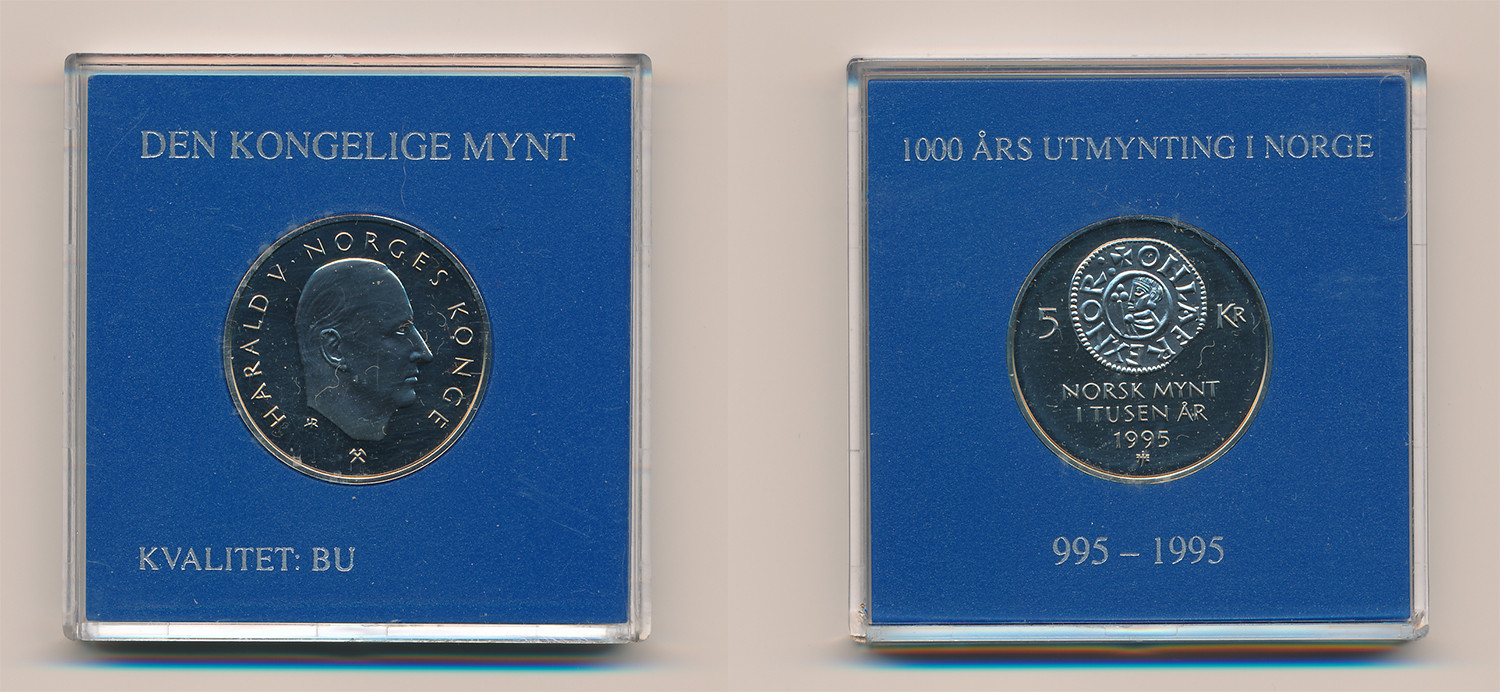 DEN KONGELIGE MYNT
HARALD V · NORGES KONGE
KVALITET: BU
1000 ÅRS UTMYNTING I NORGE
5 KR
NORSK MYNT
I TUSEN ÅR
1995
995 – 1995